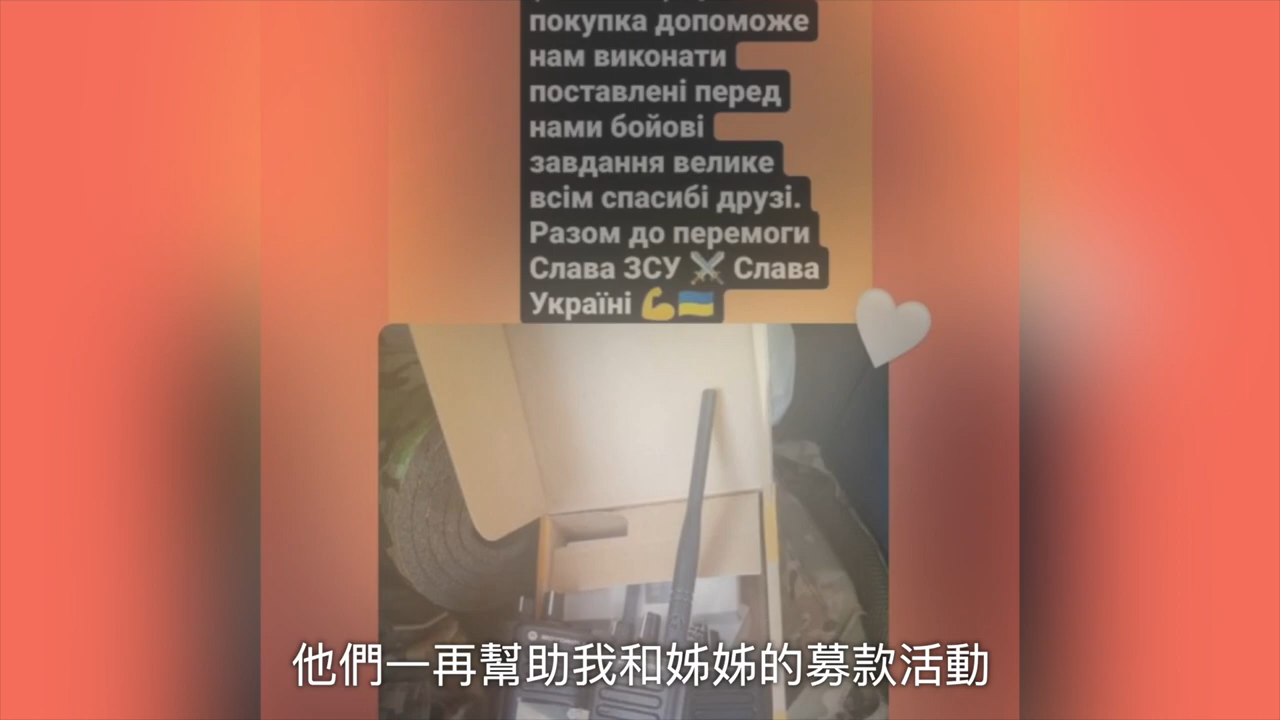 покупка допоможе
нам виконати
поставлені перед
нами бойові
завдання велике
всім спасибі друзі.
Разом до перемоги
Слава ЗСУ ⚔️ Слава
Україні 💪🇺🇦
他們一再幫助我和姊姊的募款活動